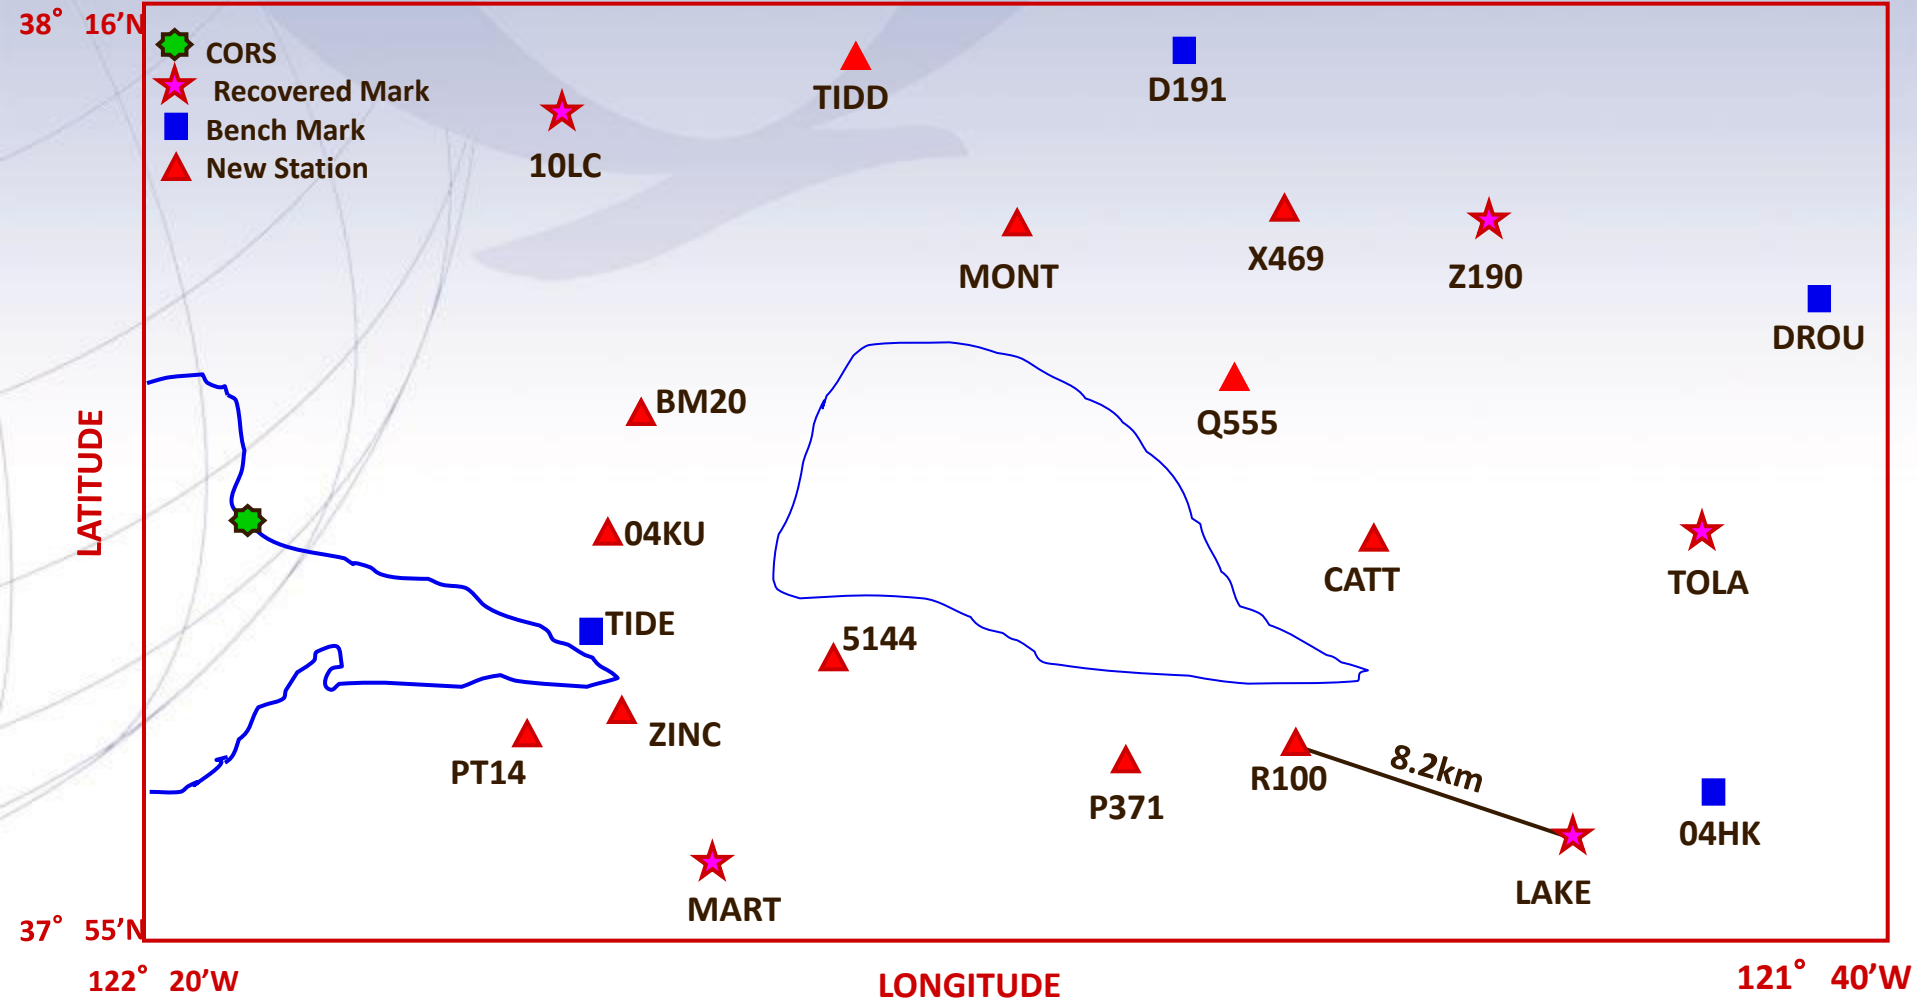 38° 16’N
CORS
Recovered Mark
Bench Mark
New Station
TIDD
D191
10LC
MONT
X469
Z190
DROU
BM20
Q555
LATITUDE
04KU
CATT
TOLA
TIDE
5144
ZINC
PT14
P371
R100
8.2km
04HK
LAKE
MART
37° 55’N
122° 20’W
LONGITUDE
121° 40’W